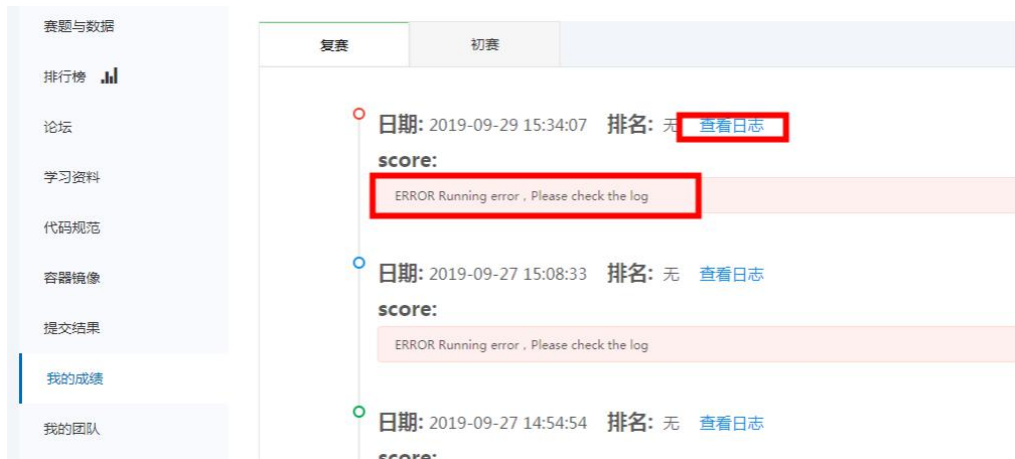 赛题与数据
排行榜
论坛
学习资料
代码规范
容器镜像
提交结果
我的成绩
我的团队
复赛 初赛
日期: 2019-09-29 15:34:07 排名: 无 查看日志
score:
ERROR Running error , Please check the log
日期: 2019-09-27 15:08:33 排名: 无 查看日志
score:
ERROR Running error , Please check the log
日期: 2019-09-27 14:54:54 排名: 无 查看日志
score: